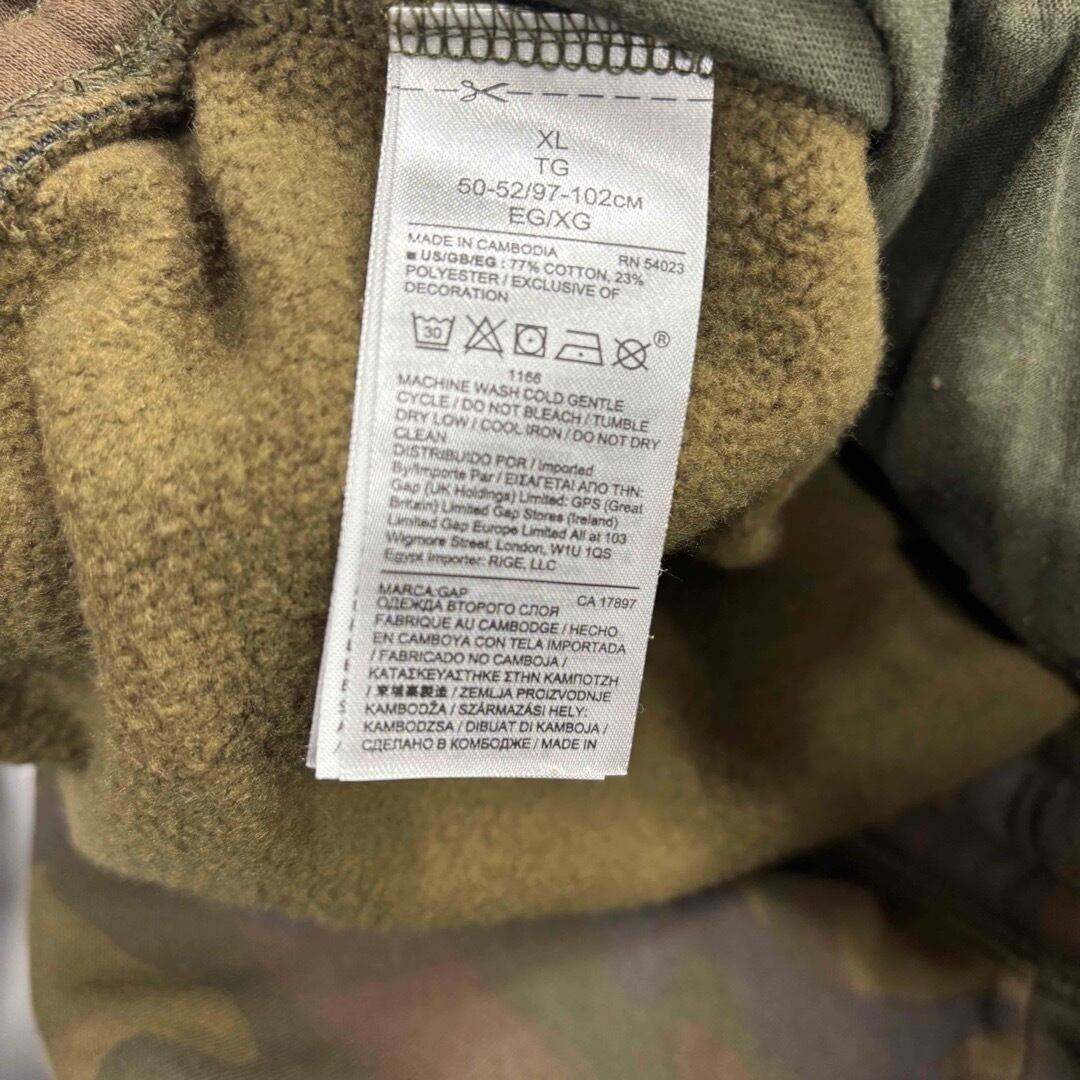 XL
TG
50-52/97-102CM
EG/XG
MADE IN CAMBODIA RN 54023
■ US/GB/EG : 77% COTTON, 23%
POLYESTER / EXCLUSIVE OF
DECORATION
30
®
1166
MACHINE WASH COLD GENTLE
CYCLE / DO NOT BLEACH / TUMBLE
DRY LOW / COOL IRON / DO NOT DRY
CLEAN
DISTRIBUIDO POR / Imported
By/Importe Par / ΕΙΣΑΓΕΤΑΙ ΑΠΟ ΤΗΝ:
Gap (UK Holdings) Limited: GPS (Great
Britain) Limited Gap Stores (Ireland)
Limited Gap Europe Limited All at 103
Wigmore Street, London, W1U 1QS
Egypt Importer: RIGE, LLC
MARCA:GAP CA 17897
ОДЕЖДА ВТОРОГО СЛОЯ
FABRIQUE AU CAMBODGE / HECHO
EN CAMBOYA CON TELA IMPORTADA
/ FABRICADO NO CAMBOJA /
ΚΑΤΑΣΚΕΥΑΣΤΗΚΕ ΣΤΗΝ ΚΑΜΠΟΤΖΗ
/ 柬埔寨製造 / ZEMLJA PROIZVODNJE
KAMBODŽA / SZÁRMAZÁSI HELY:
KAMBODZSA / DIBUAT DI KAMBOJA /
СДЕЛАНО В КОМБОДЖЕ / MADE IN